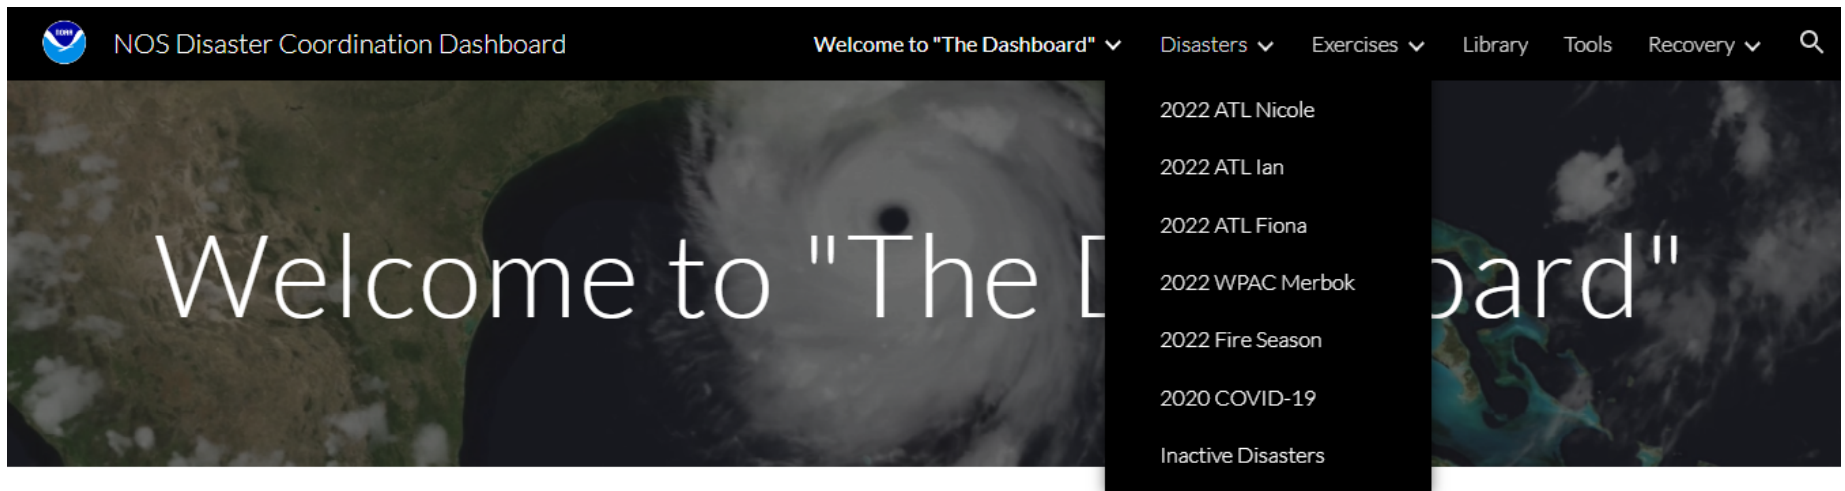 NOAA
NOS Disaster Coordination Dashboard
Welcome to "The Dashboard"
Disasters
Exercises
Library
Tools
Recovery
2022 ATL Nicole
2022 ATL Ian
2022 ATL Fiona
2022 WPAC Merbok
2022 Fire Season
2020 COVID-19
Inactive Disasters
Welcome to "The D oard"